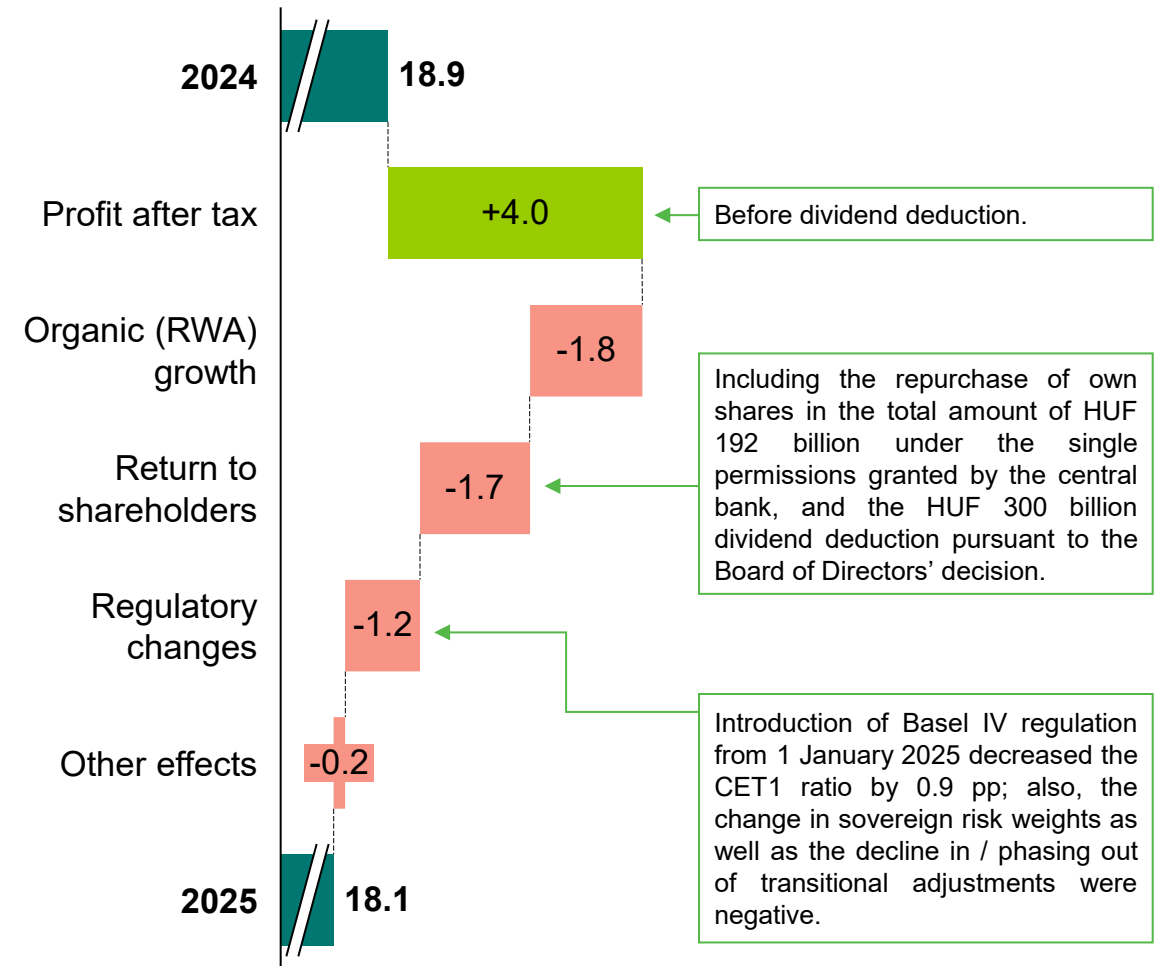 2024
18.9
Profit after tax
+4.0
Before dividend deduction.
Organic (RWA)
growth
-1.8
Including the repurchase of own
shares in the total amount of HUF
192 billion under the single
permissions granted by the central
bank, and the HUF 300 billion
dividend deduction pursuant to the
Board of Directors’ decision.
Return to
shareholders
-1.7
Regulatory
changes
-1.2
Introduction of Basel IV regulation
from 1 January 2025 decreased the
CET1 ratio by 0.9 pp; also, the
change in sovereign risk weights as
well as the decline in / phasing out
of transitional adjustments were
negative.
Other effects
-0.2
2025
18.1